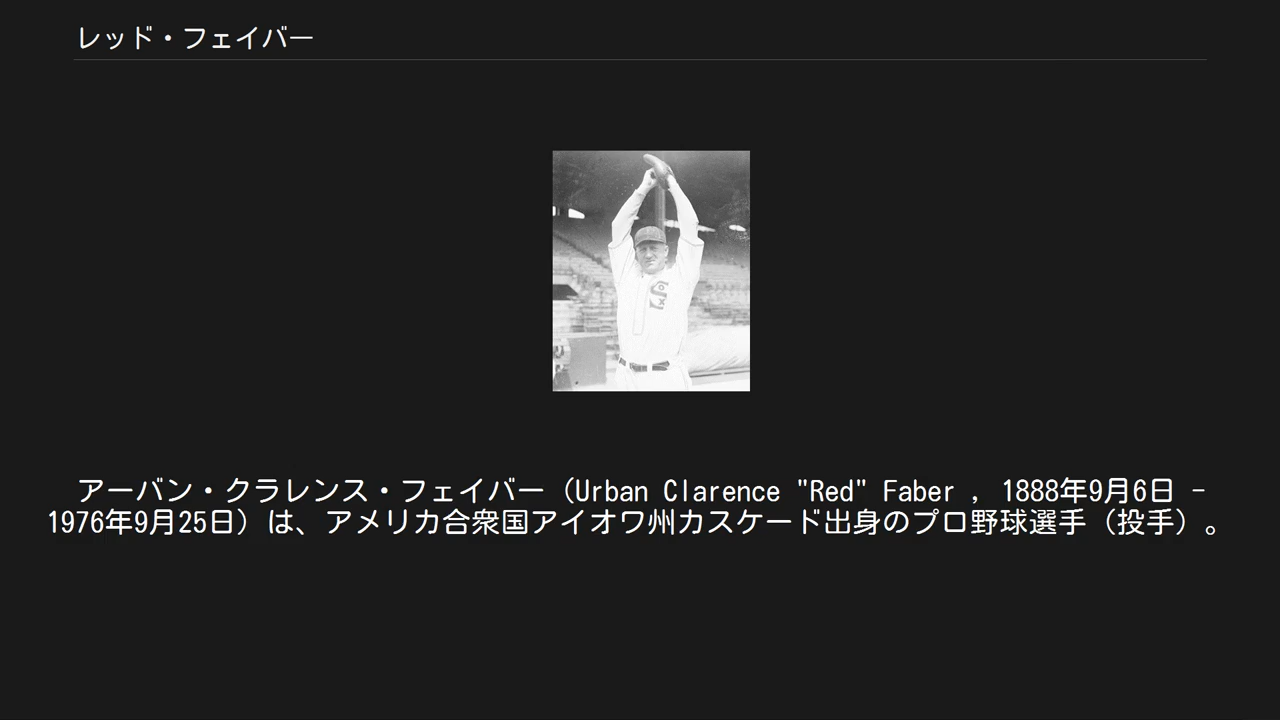 レッド・フェイバー
SOX
アーバン・クラレンス・フェイバー（Urban Clarence "Red" Faber , 1888年9月6日 -
1976年9月25日）は、アメリカ合衆国アイオワ州カスケード出身のプロ野球選手（投手）。